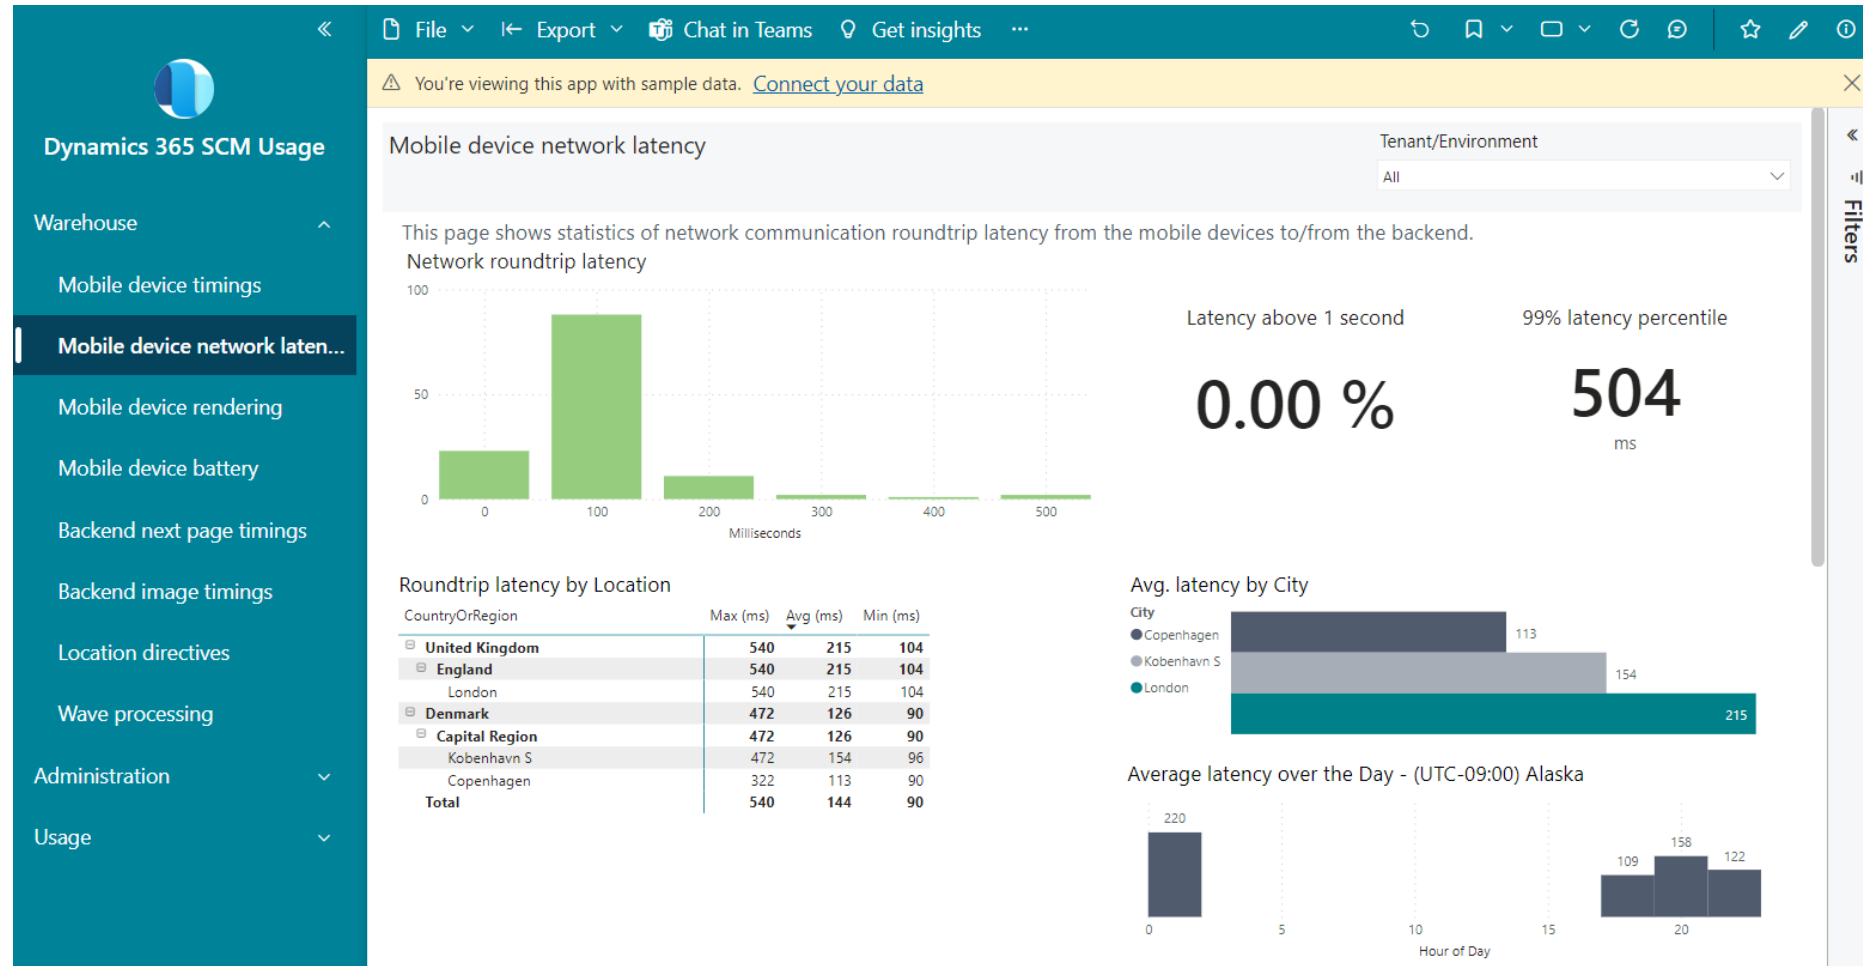 File
Export
Chat in Teams
Get insights
You're viewing this app with sample data. Connect your data
Dynamics 365 SCM Usage
Warehouse
Mobile device timings
Mobile device network laten...
Mobile device rendering
Mobile device battery
Backend next page timings
Backend image timings
Location directives
Wave processing
Administration
Usage
Mobile device network latency
Tenant/Environment
All
Filters
This page shows statistics of network communication roundtrip latency from the mobile devices to/from the backend.
Network roundtrip latency
100
50
0
0 100 200 300 400 500
Milliseconds
Latency above 1 second
0.00 %
99% latency percentile
504
ms
Roundtrip latency by Location
CountryOrRegion Max (ms) Avg (ms) Min (ms)
United Kingdom 540 215 104
England 540 215 104
London 540 215 104
Denmark 472 126 90
Capital Region 472 126 90
Kobenhavn S 472 154 96
Copenhagen 322 113 90
Total 540 144 90
Avg. latency by City
City
Copenhagen 113
Kobenhavn S 154
London 215
Average latency over the Day - (UTC-09:00) Alaska
220
109 158 122
0 5 10 15 20
Hour of Day